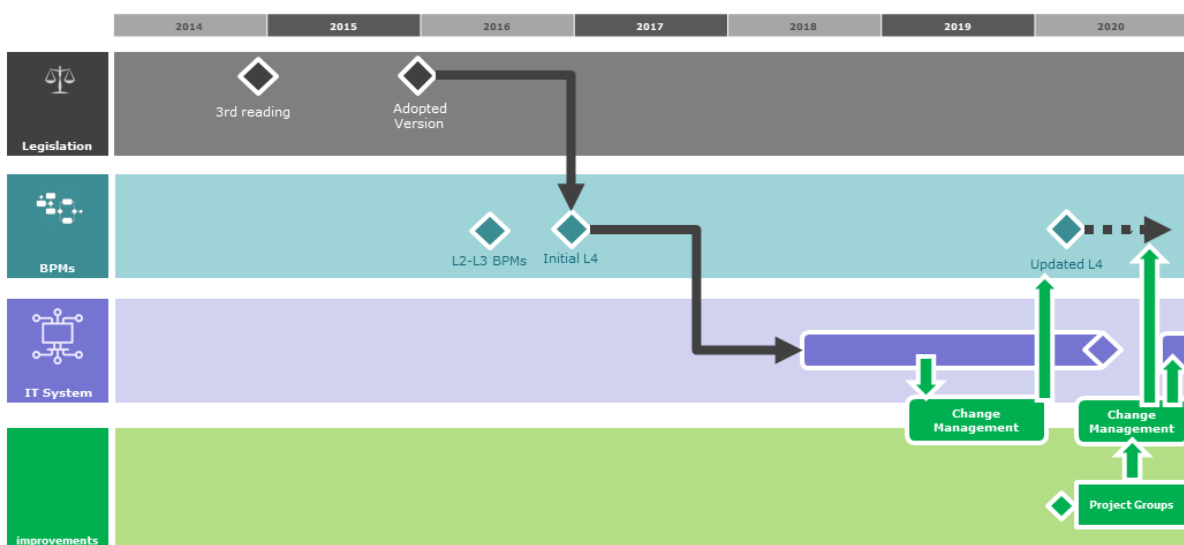 2014 2015 2016 2017 2018 2019 2020
Legislation
3rd reading
Adopted
Version
BPMs
L2-L3 BPMs
Initial L4
Updated L4
IT System
Change
Management
Change
Management
Project Groups
improvements